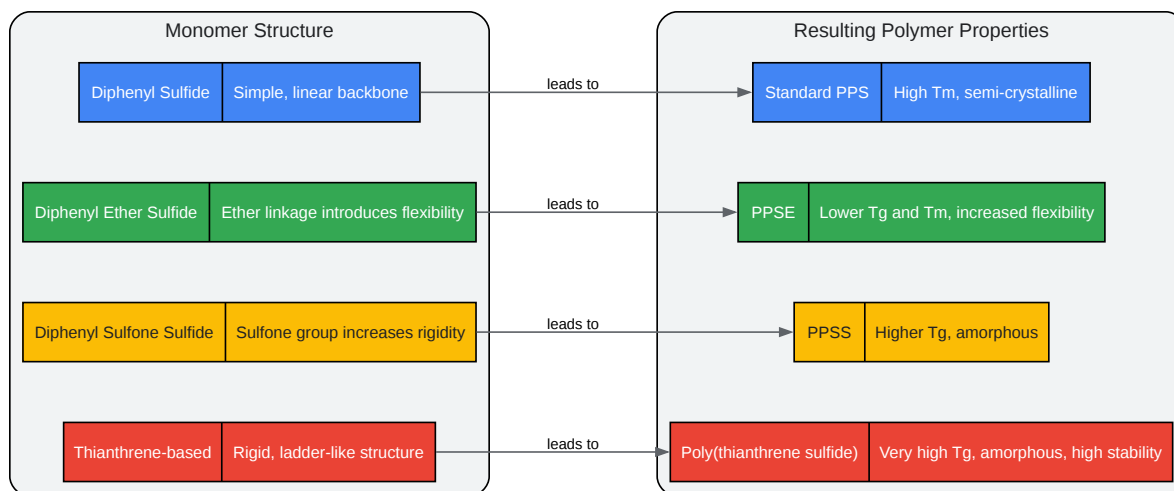 Monomer Structure
Resulting Polymer Properties
Diphenyl Sulfide
Simple, linear backbone
leads to
Standard PPS
High Tm, semi-crystalline
Diphenyl Ether Sulfide
Ether linkage introduces flexibility
leads to
PPSE
Lower Tg and Tm, increased flexibility
Diphenyl Sulfone Sulfide
Sulfone group increases rigidity
leads to
PPSS
Higher Tg, amorphous
Thianthrene-based
Rigid, ladder-like structure
leads to
Poly(thianthrene sulfide)
Very high Tg, amorphous, high stability